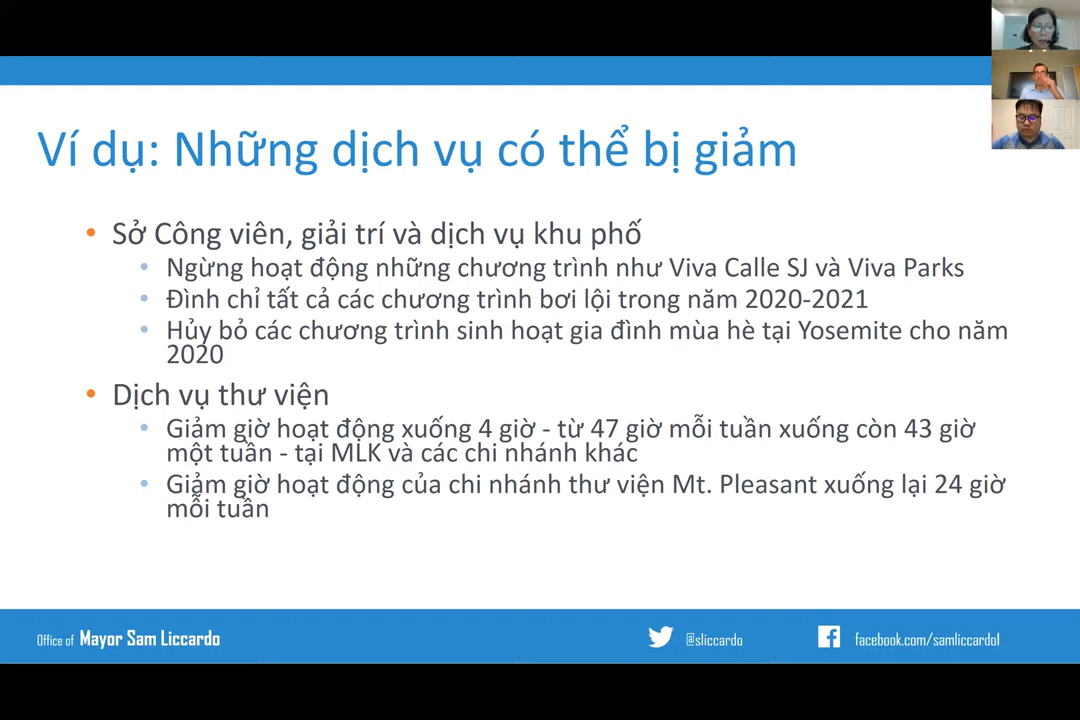 Ví dụ: Những dịch vụ có thể bị giảm
• Sở Công viên, giải trí và dịch vụ khu phố
• Ngừng hoạt động những chương trình như Viva Calle SJ và Viva Parks
• Đình chỉ tất cả các chương trình bơi lội trong năm 2020-2021
• Hủy bỏ các chương trình sinh hoạt gia đình mùa hè tại Yosemite cho năm
2020
• Dịch vụ thư viện
• Giảm giờ hoạt động xuống 4 giờ - từ 47 giờ mỗi tuần xuống còn 43 giờ
một tuần - tại MLK và các chi nhánh khác
• Giảm giờ hoạt động của chi nhánh thư viện Mt. Pleasant xuống lại 24 giờ
mỗi tuần
Office of Mayor Sam Liccardo
@sliccardo
facebook.com/samliccardo1